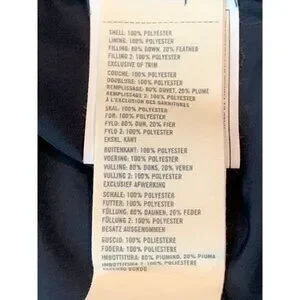 SHELL: 100% POLYESTER
LINING: 100% POLYESTER
FILLING: 80% DOWN, 20% FEATHER
FILLING 2: 100% POLYESTER
EXCLUSIVE OF TRIM
COUCHE: 100% POLYESTER
DOUBLURE: 100% POLYESTER
REMPLISSAGE: 80% DUVET, 20% PLUME
REMPLISSAGE 2: 100% POLYESTER
À L'EXCLUSION DES GARNITURES
SKAL: 100% POLYESTER
FOR: 100% POLYESTER
FYLD: 80% DUN, 20% FJER
FYLD 2: 100% POLYESTER
EKSKL. KANT
BUITENKANT: 100% POLYESTER
VOERING: 100% POLYESTER
VULLING: 80% DONS, 20% VEREN
VULLING 2: 100% POLYESTER
EXCLUSIEF AFWERKING
SCHALE: 100% POLYESTER
FUTTER: 100% POLYESTER
FÜLLUNG: 80% DAUNEN, 20% FEDER
FÜLLUNG 2: 100% POLYESTER
BESATZ AUSGENOMMEN
GUSCIO: 100% POLIESTERE
FODERA: 100% POLIESTERE
IMBOTTITURA: 80% PIUMINO, 20% PIUMA
IMBOTTITURA 2: 100% POLIESTERE
BORDO